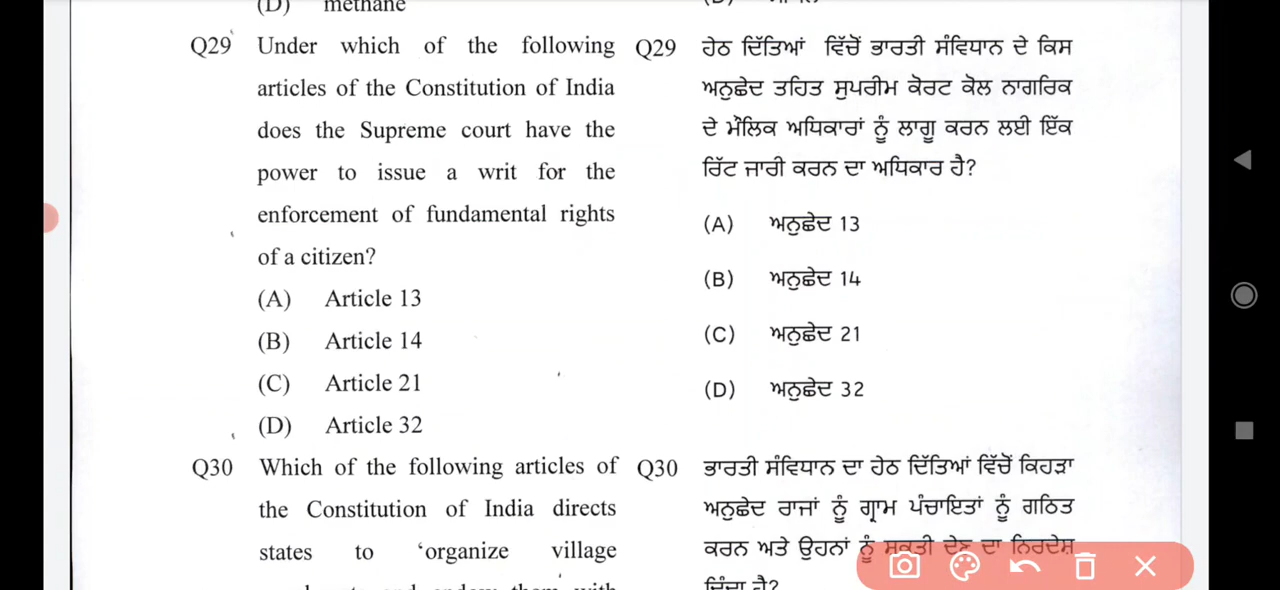 (D) methane
Q29 Under which of the following
articles of the Constitution of India
does the Supreme court have the
power to issue a writ for the
enforcement of fundamental rights
of a citizen?
(A) Article 13
(B) Article 14
(C) Article 21
(D) Article 32
Q30 Which of the following articles of
the Constitution of India directs
states to ‘organize village
Q29 ਹੇਠ ਦਿੱਤਿਆਂ ਵਿੱਚੋਂ ਭਾਰਤੀ ਸੰਵਿਧਾਨ ਦੇ ਕਿਸ
ਅਨੁਛੇਦ ਤਹਿਤ ਸੁਪਰੀਮ ਕੋਰਟ ਕੋਲ ਨਾਗਰਿਕ
ਦੇ ਮੌਲਿਕ ਅਧਿਕਾਰਾਂ ਨੂੰ ਲਾਗੂ ਕਰਨ ਲਈ ਇੱਕ
ਰਿੱਟ ਜਾਰੀ ਕਰਨ ਦਾ ਅਧਿਕਾਰ ਹੈ?
(A) ਅਨੁਛੇਦ 13
(B) ਅਨੁਛੇਦ 14
(C) ਅਨੁਛੇਦ 21
(D) ਅਨੁਛੇਦ 32
Q30 ਭਾਰਤੀ ਸੰਵਿਧਾਨ ਦਾ ਹੇਠ ਦਿੱਤਿਆਂ ਵਿੱਚੋਂ ਕਿਹੜਾ
ਅਨੁਛੇਦ ਰਾਜਾਂ ਨੂੰ ਗ੍ਰਾਮ ਪੰਚਾਇਤਾਂ ਨੂੰ ਗਠਿਤ
ਕਰਨ ਅਤੇ ਉਹਨਾਂ ਨੂੰ ਸ਼ਕਤੀ ਦੇਣ ਦਾ ਨਿਰਦੇਸ਼